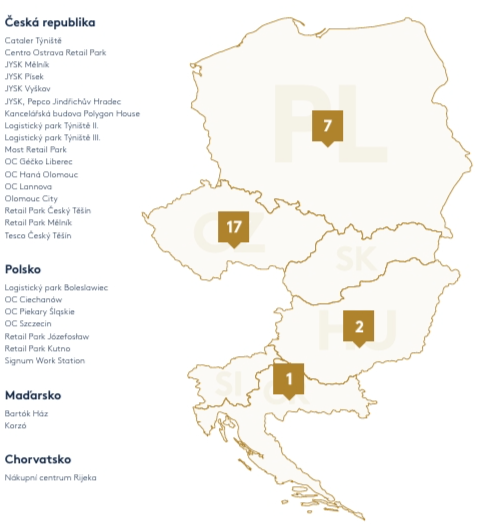 Česká republika
Cataler Týniště
Centro Ostrava Retail Park
JYSK Mělník
JYSK Písek
JYSK Vyškov
JYSK, Pepco Jindřichův Hradec
Kancelářská budova Polygon House
Logistický park Týniště II.
Logistický park Týniště III.
Most Retail Park
OC Géčko Liberec
OC Haná Olomouc
OC Lannova
Olomouc City
Retail Park Český Těšín
Retail Park Mělník
Tesco Český Těšín
Polsko
Logistický park Boleslawiec
OC Ciechanów
OC Piekary Śląskie
OC Szczecin
Retail Park Józefosław
Retail Park Kutno
Signum Work Station
Maďarsko
Bartók Ház
Korzó
Chorvatsko
Nákupní centrum Rijeka
PL
7
CZ
17
SK
HU
2
SI
1